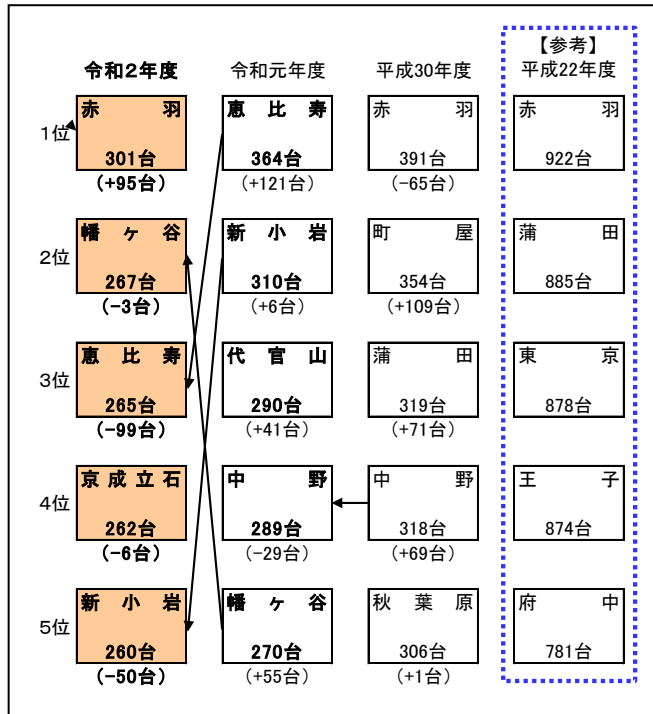 【参考】
令和2年度 令和元年度 平成30年度 平成22年度
1位 赤羽 恵比寿 赤羽 赤羽
301台 364台 391台 922台
(+95台) (+121台) (-65台)
2位 幡ヶ谷 新小岩 町屋 蒲田
267台 310台 354台 885台
(-3台) (+6台) (+109台)
3位 恵比寿 代官山 蒲田 東京
265台 290台 319台 878台
(-99台) (+41台) (+71台)
4位 京成立石 中野 中野 王子
262台 289台 318台 874台
(-6台) (-29台) (+69台)
5位 新小岩 幡ヶ谷 秋葉原 府中
260台 270台 306台 781台
(-50台) (+55台) (+1台)